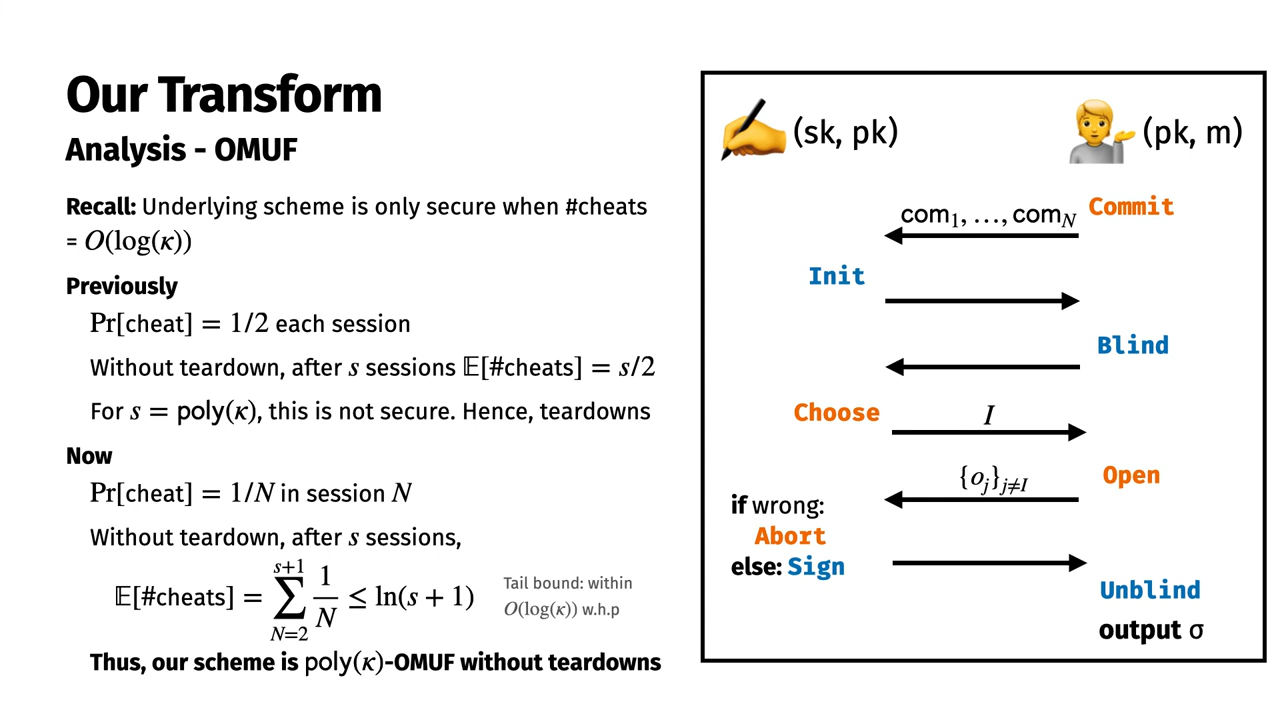 Our Transform
Analysis - OMUF
Recall: Underlying scheme is only secure when #cheats
= O(log(κ))
Previously
Pr[cheat] = 1/2 each session
Without teardown, after s sessions 𝔼[#cheats] = s/2
For s = poly(κ), this is not secure. Hence, teardowns
Now
Pr[cheat] = 1/N in session N
Without teardown, after s sessions,
𝔼[#cheats] = ∑_{N=2}^{s+1} 1/N ≤ ln(s + 1)
Tail bound: within
O(log(κ)) w.h.p
Thus, our scheme is poly(κ)-OMUF without teardowns
(sk, pk)
(pk, m)
com₁, …, com_N
Commit
Init
Blind
Choose
I
{o_j}_{j≠I}
Open
if wrong:
Abort
else: Sign
Unblind
output σ